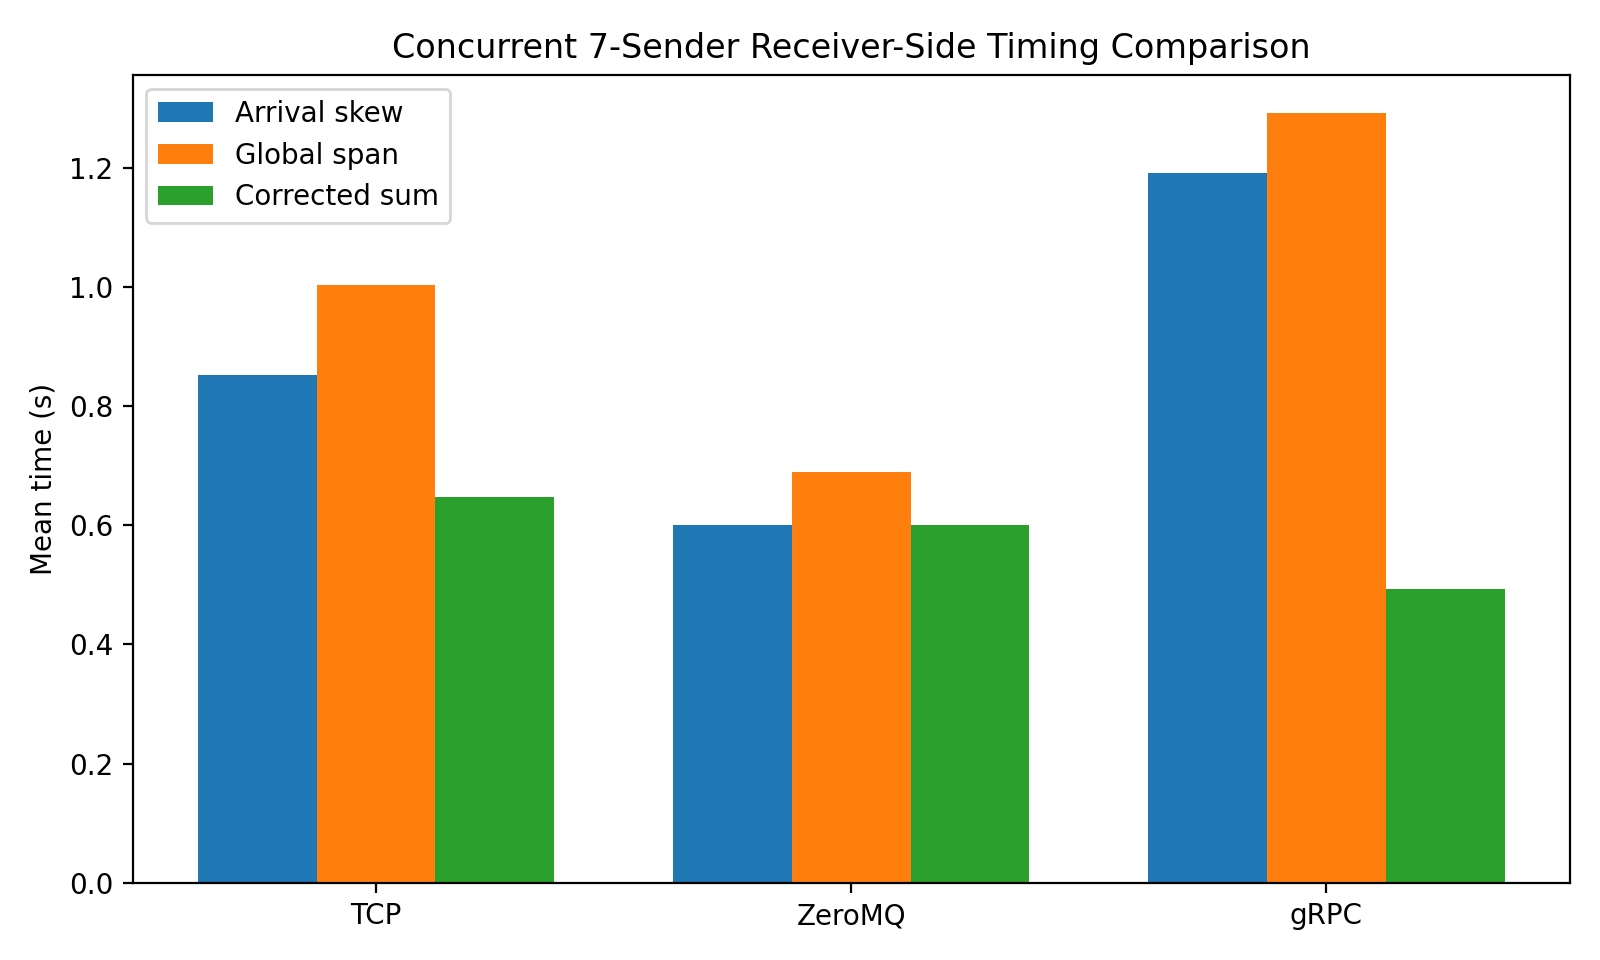 Concurrent 7-Sender Receiver-Side Timing Comparison
Arrival skew
Global span
Corrected sum
Mean time (s)
1.2
1.0
0.8
0.6
0.4
0.2
0.0
TCP
ZeroMQ
gRPC